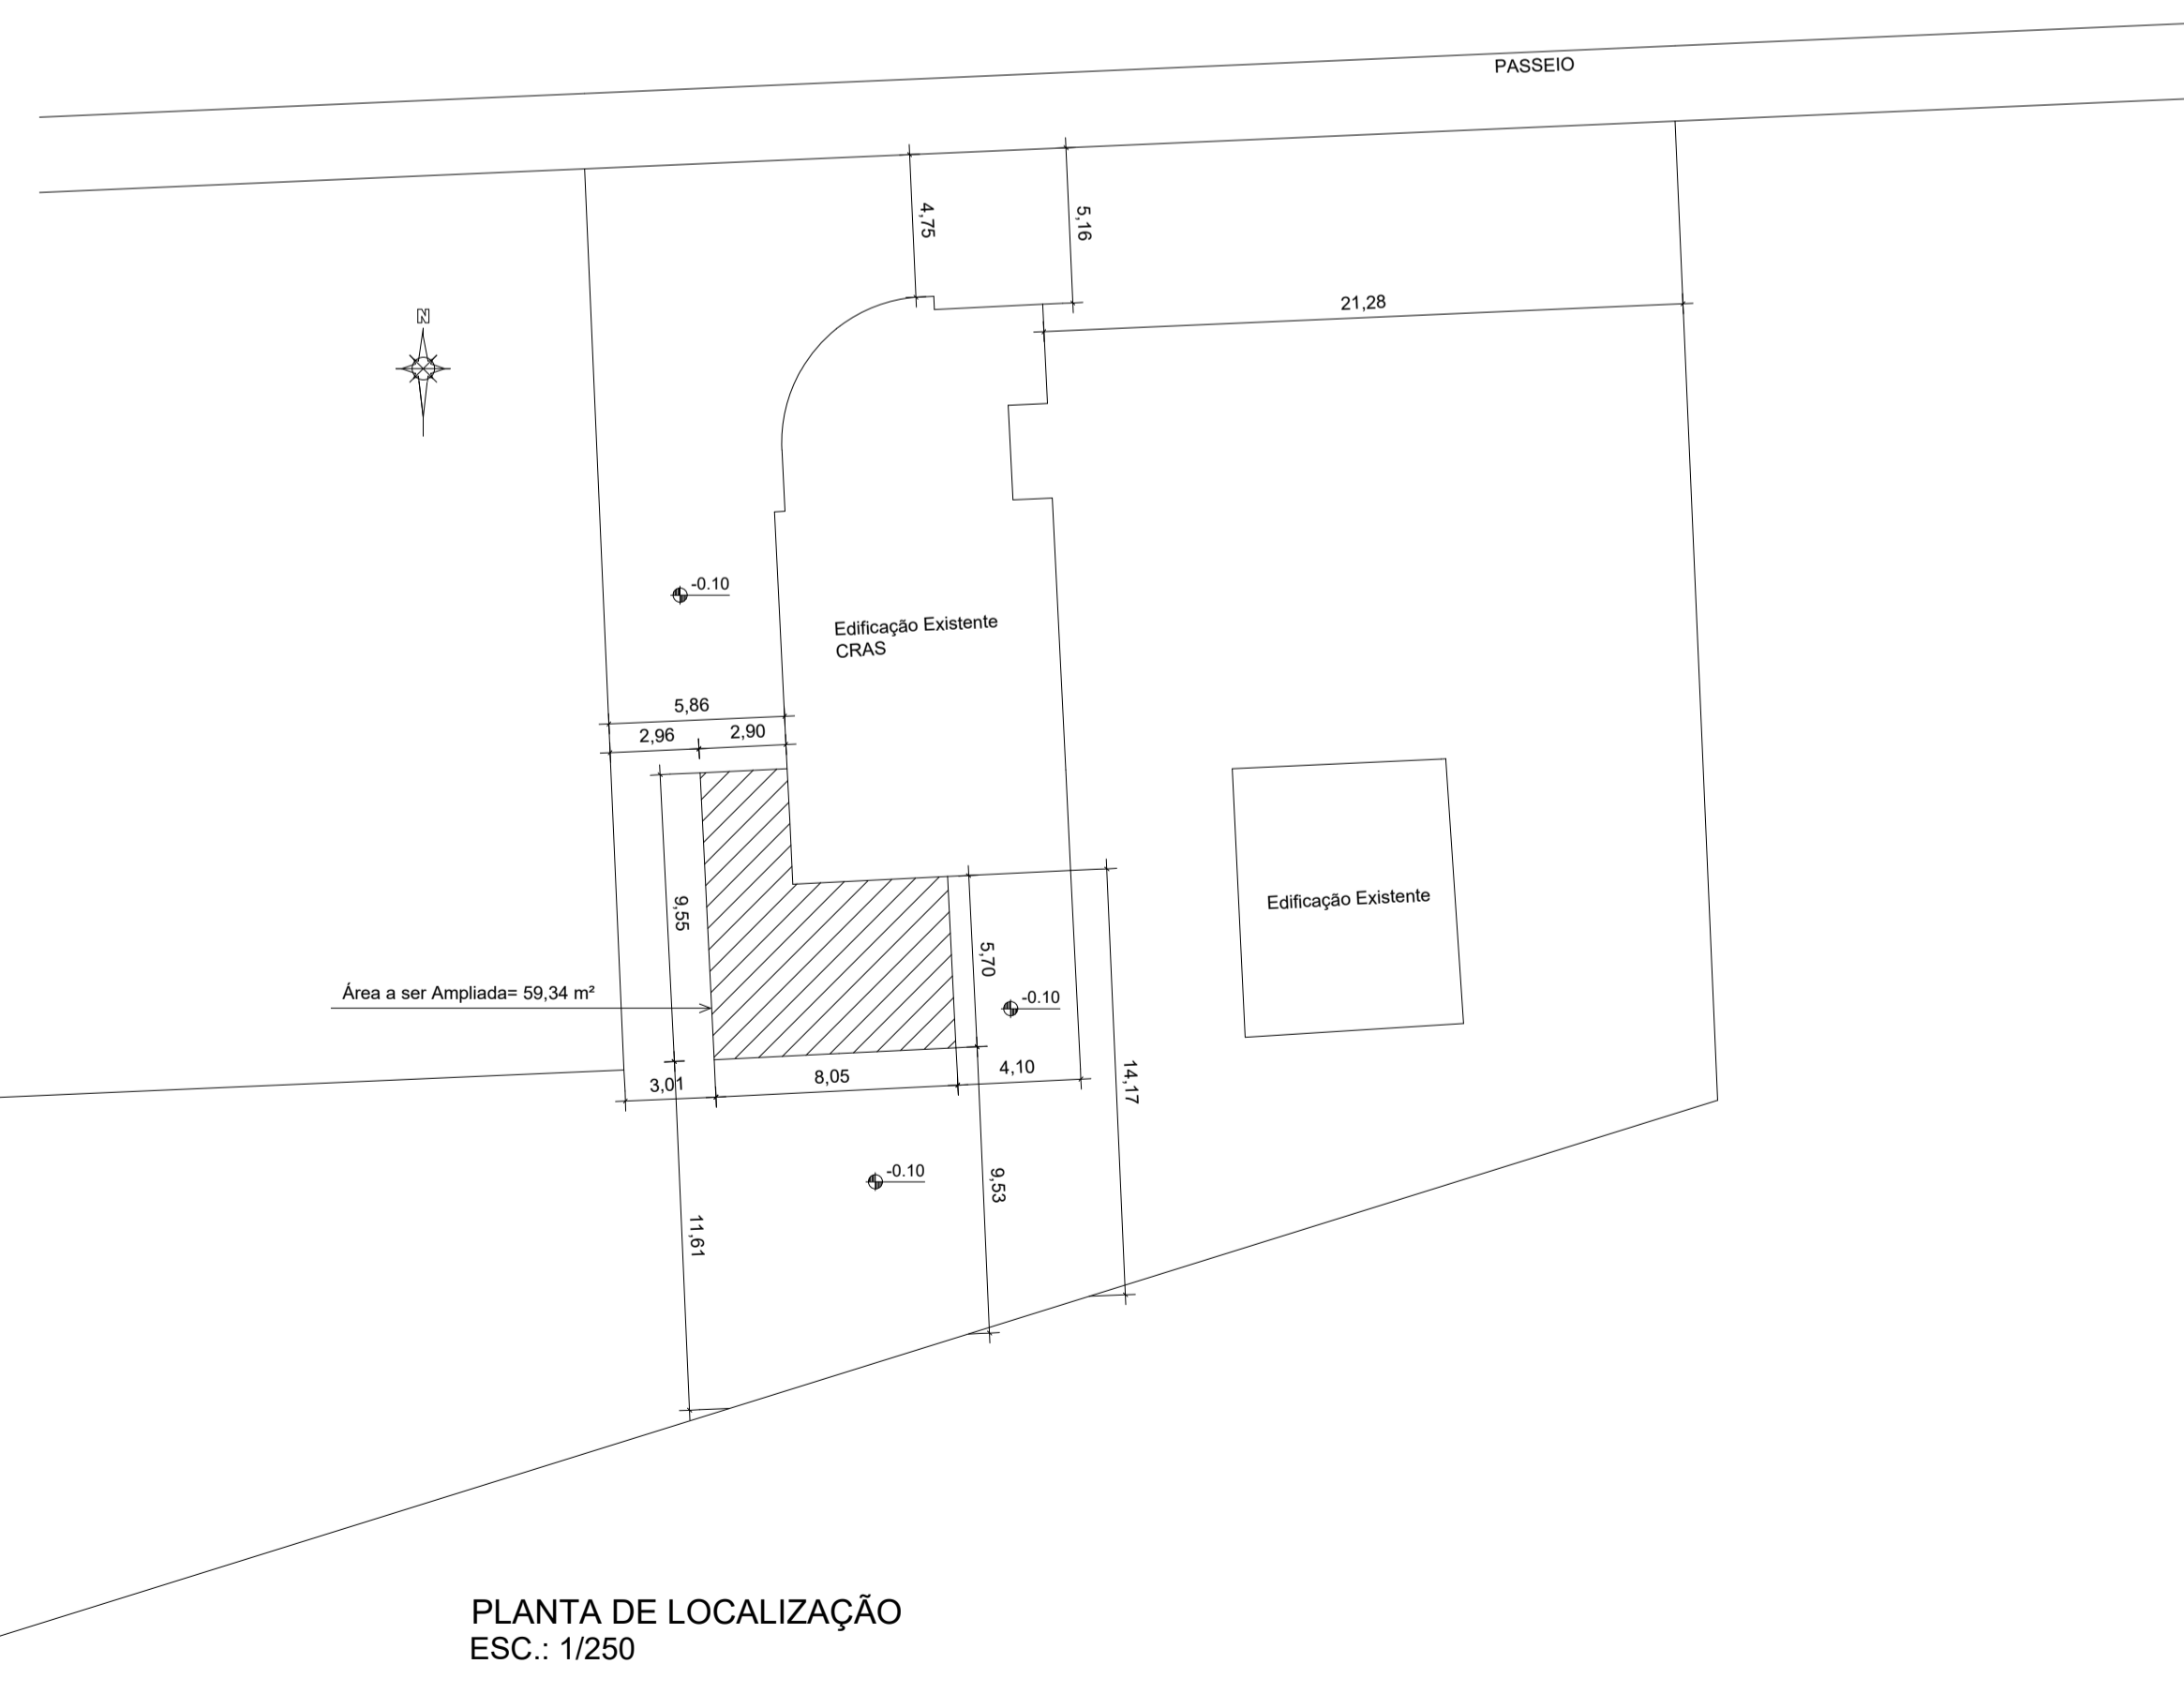 PASSEIO
4,75
5,16
21,28
N
-0.10
Edificação Existente
CRAS
5,86
2,96
2,90
9,55
Edificação Existente
5,70
Área a ser Ampliada= 59,34 m²
-0.10
3,01
8,05
4,10
14,17
-0.10
9,53
11,61
PLANTA DE LOCALIZAÇÃO
ESC.: 1/250